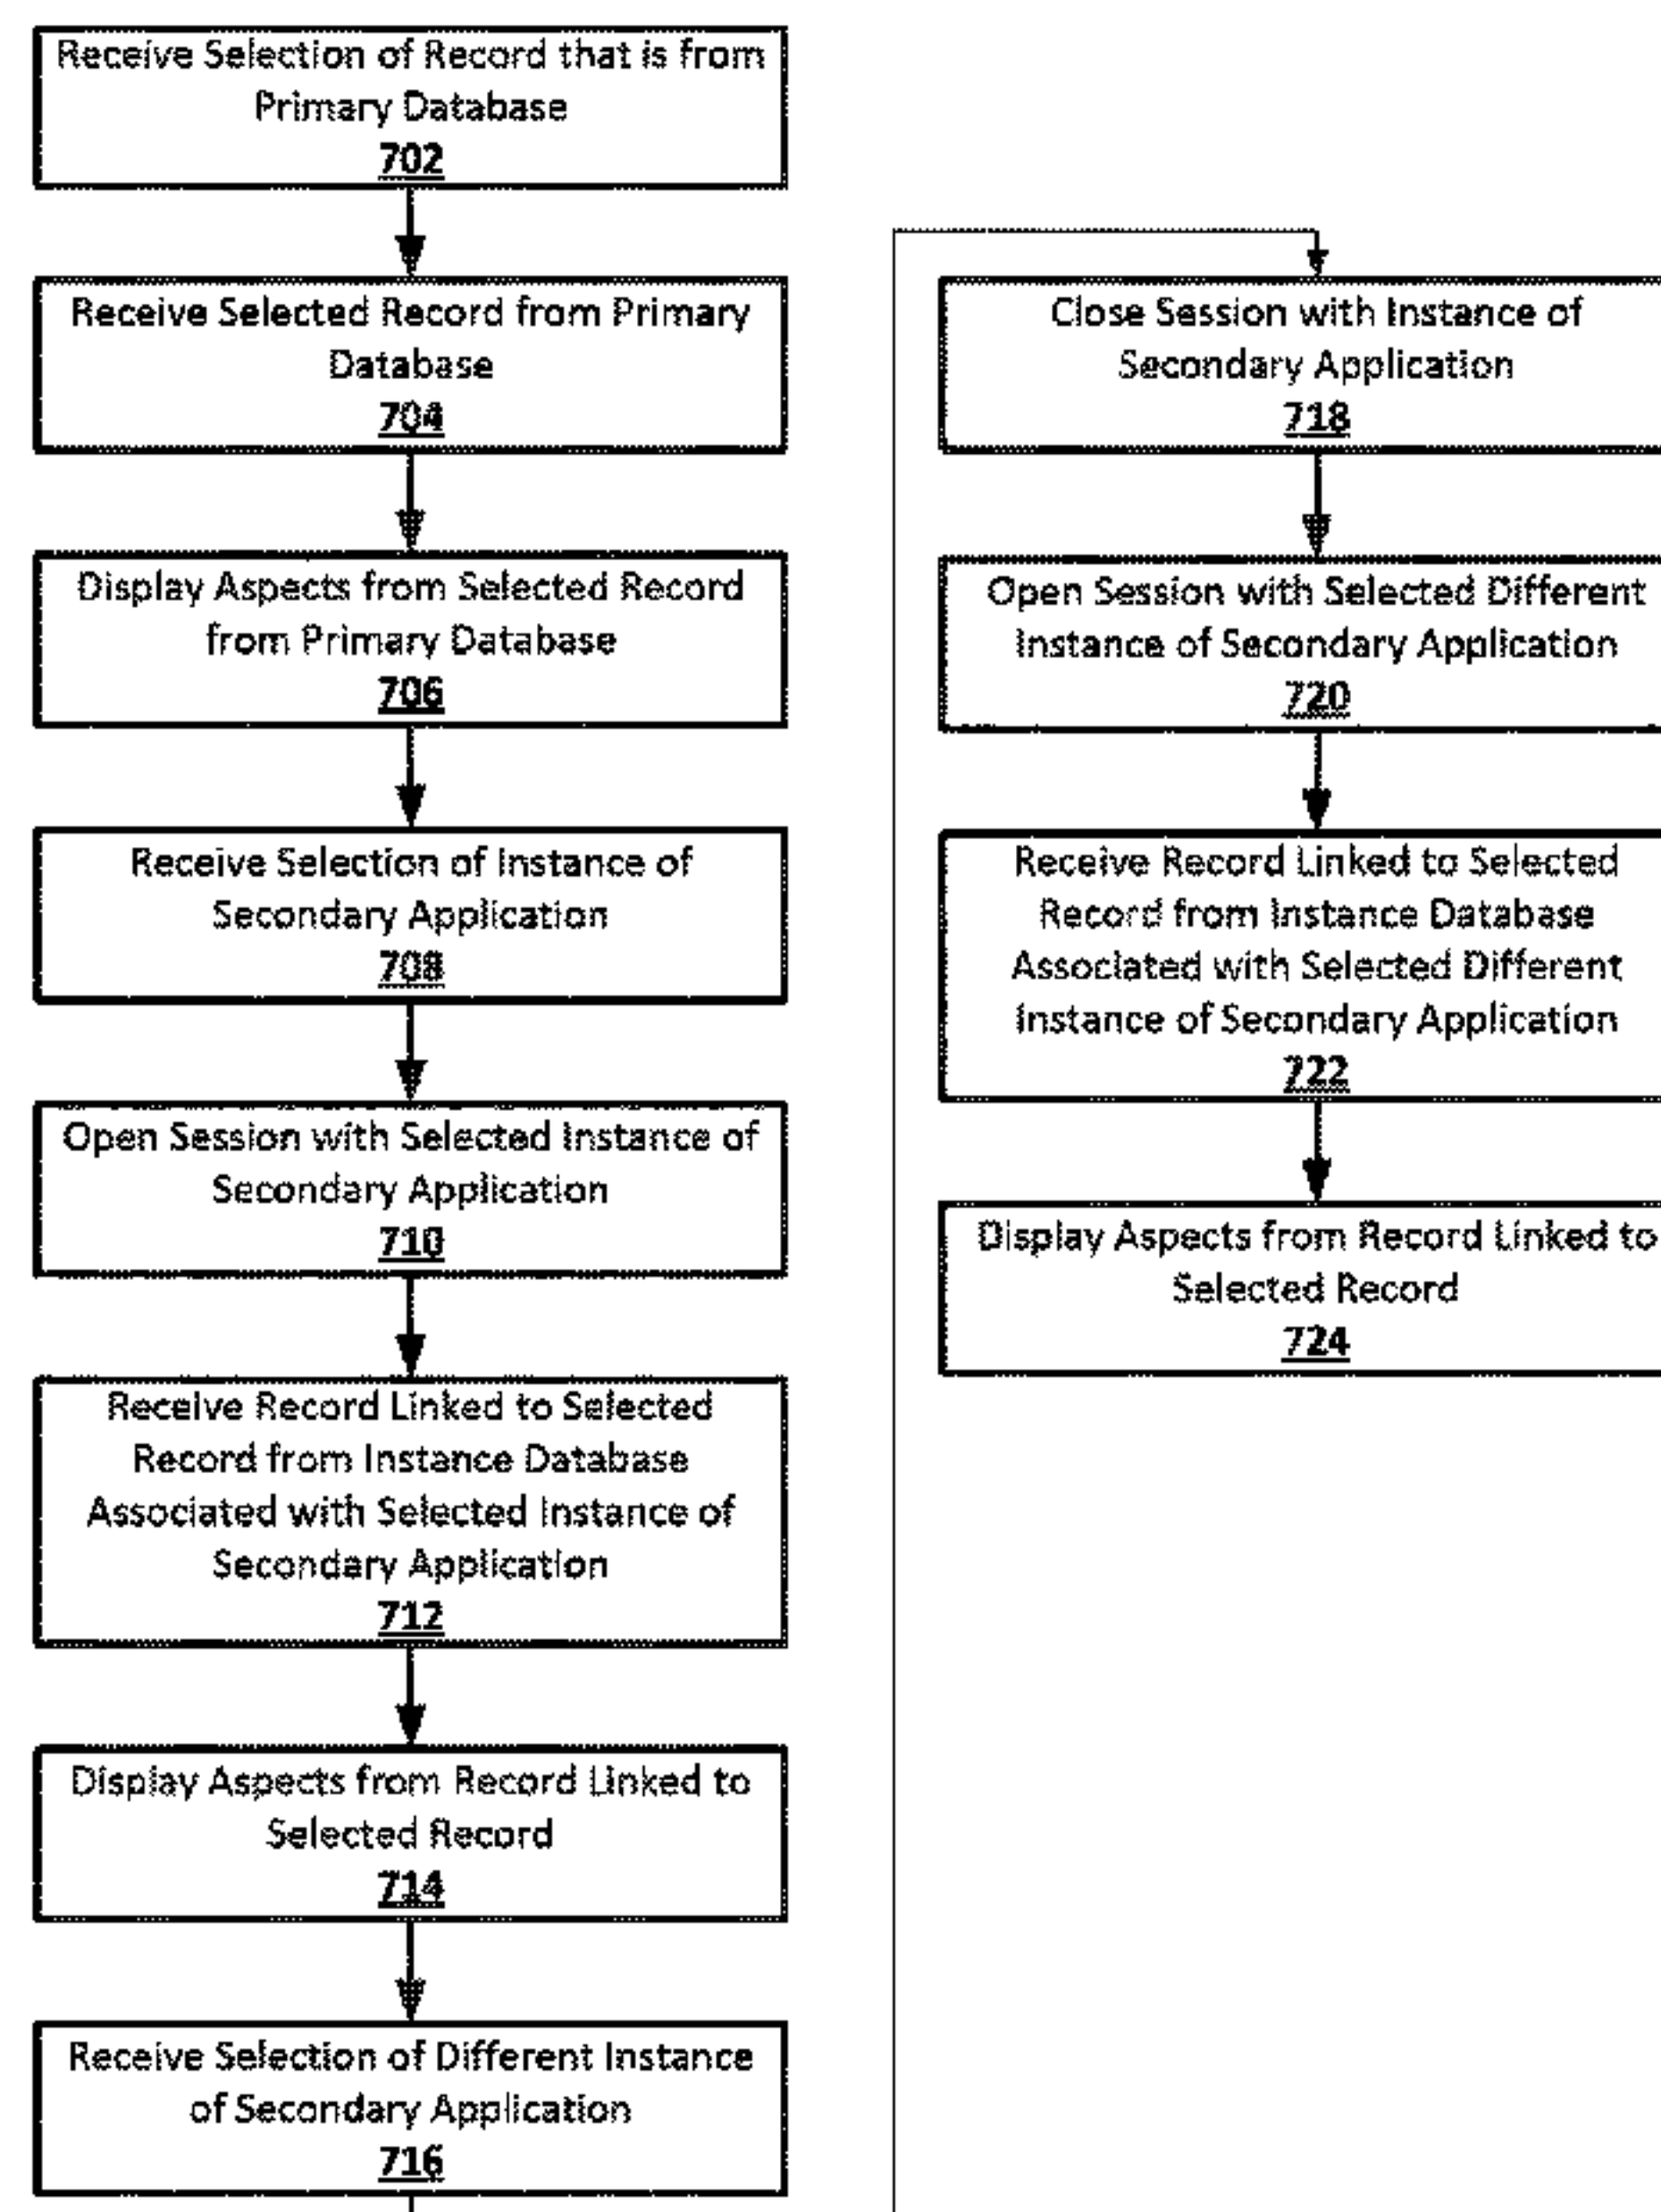 Receive Selection of Record that is from
Primary Database
702
Receive Selected Record from Primary
Database
704
Display Aspects from Selected Record
from Primary Database
706
Receive Selection of Instance of
Secondary Application
708
Open Session with Selected Instance of
Secondary Application
710
Receive Record Linked to Selected
Record from Instance Database
Associated with Selected Instance of
Secondary Application
712
Display Aspects from Record Linked to
Selected Record
714
Receive Selection of Different Instance
of Secondary Application
716
Close Session with Instance of
Secondary Application
718
Open Session with Selected Different
Instance of Secondary Application
720
Receive Record Linked to Selected
Record from Instance Database
Associated with Selected Different
Instance of Secondary Application
722
Display Aspects from Record Linked to
Selected Record
724